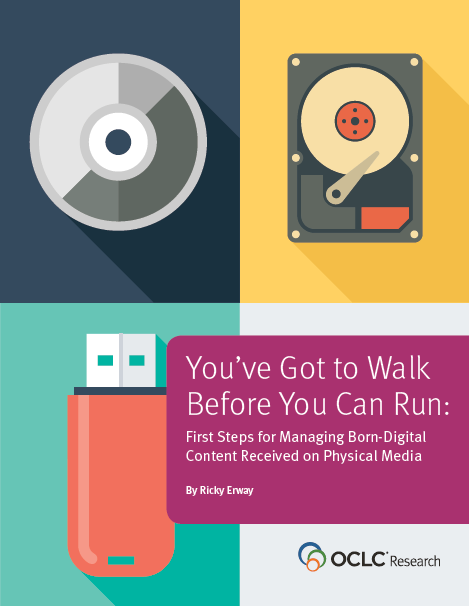 You’ve Got to Walk
Before You Can Run:
First Steps for Managing Born-Digital
Content Received on Physical Media
By Ricky Erway
OCLC® Research